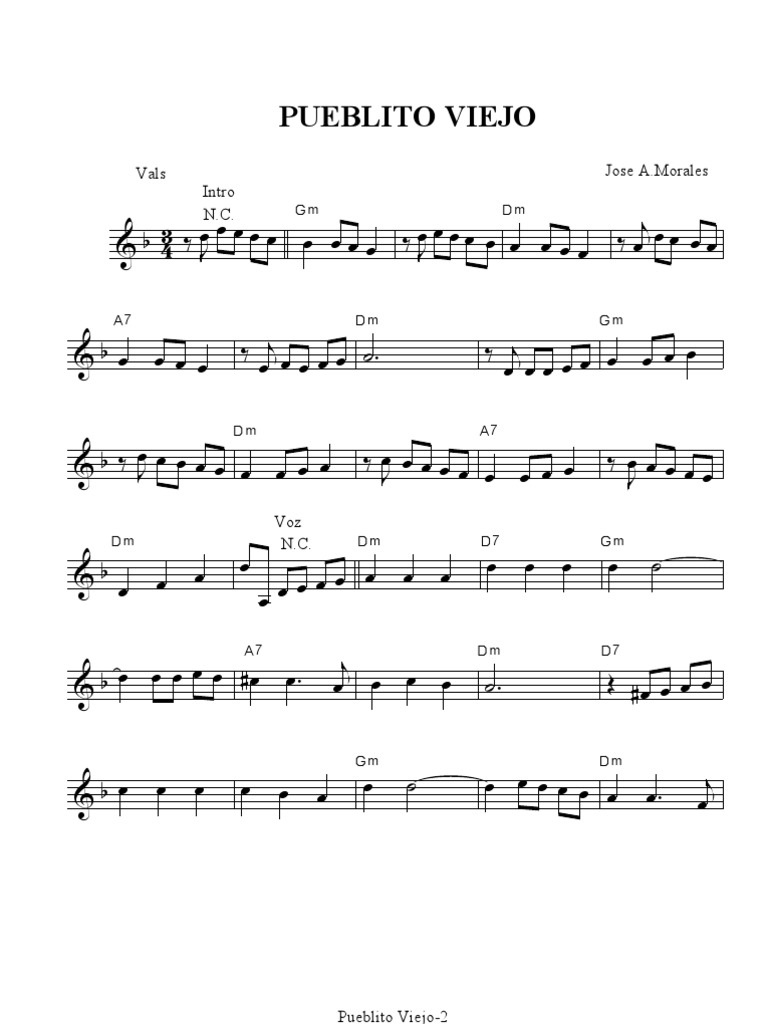 PUEBLITO VIEJO
Vals
Jose A.Morales
Intro
N.C.
Gm
Dm
3
4
A7
Dm
Gm
Dm
A7
Voz
Dm
N.C.
Dm
D7
Gm
A7
Dm
D7
Gm
Dm
Pueblito Viejo-2